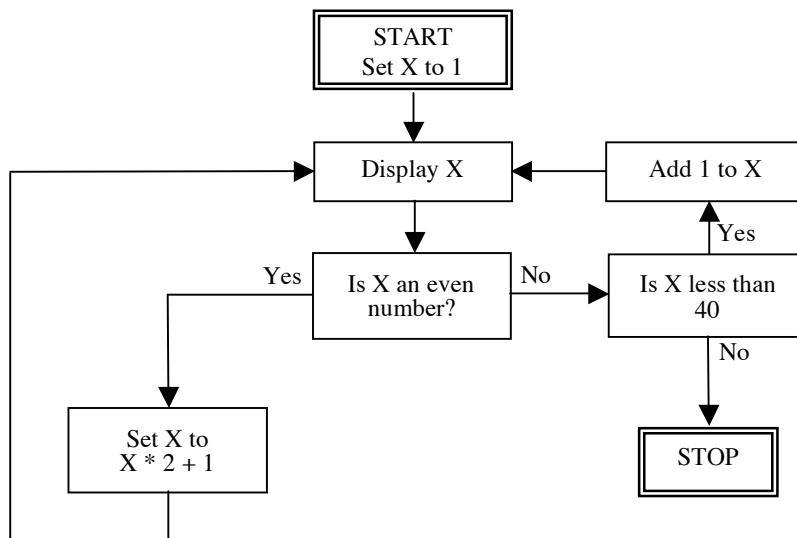 START
Set X to 1
Display X
Add 1 to X
Yes
Yes
Is X an even
number?
No
Is X less than
40
No
Set X to
X * 2 + 1
STOP